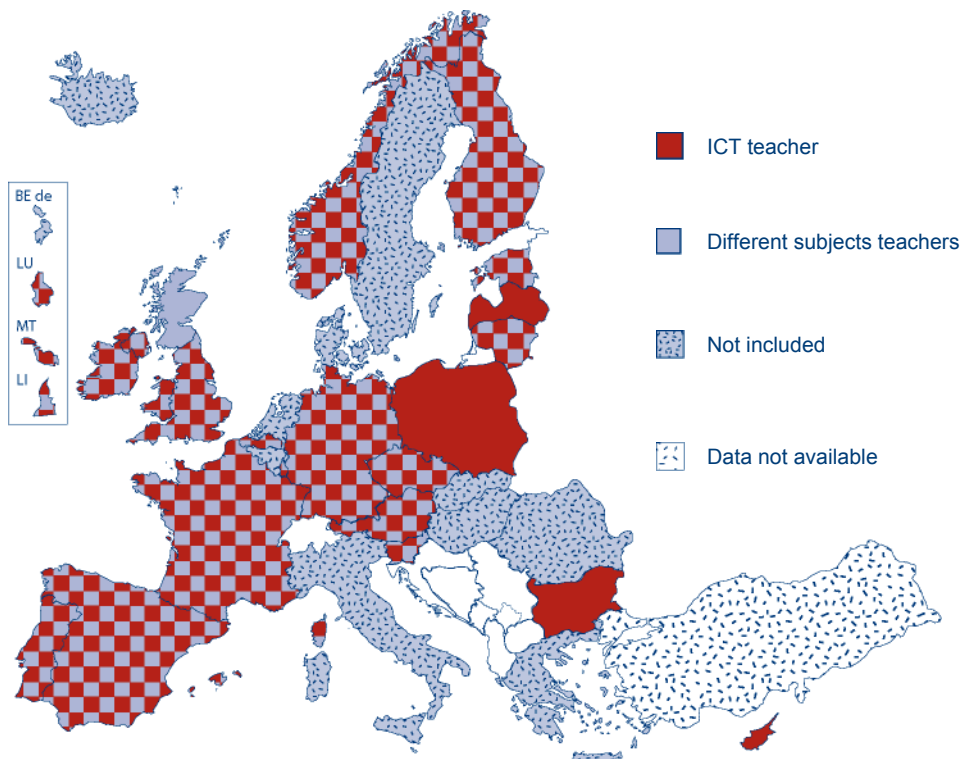 BE de
LU
MT
LI
ICT teacher
Different subjects teachers
Not included
Data not available